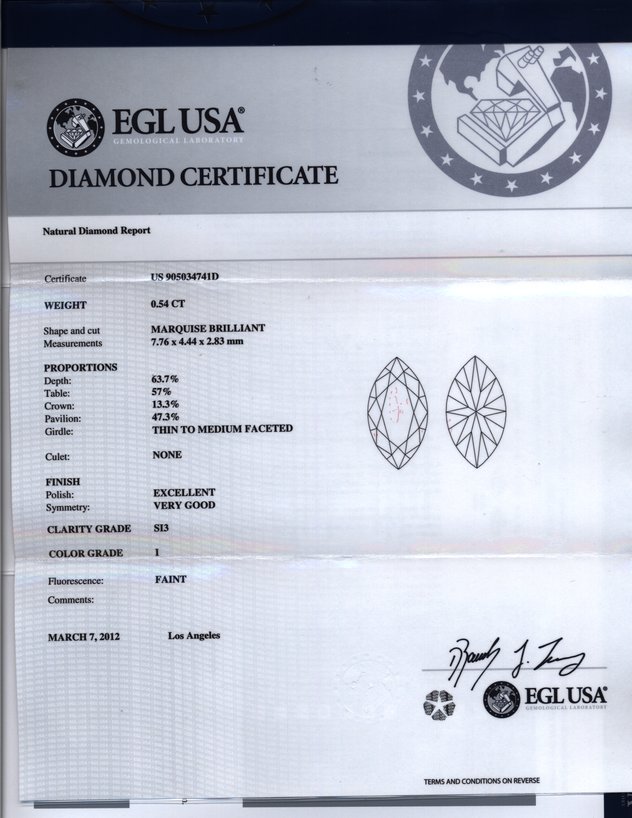 EGL USA®
GEMOLOGICAL LABORATORY
DIAMOND CERTIFICATE
Natural Diamond Report
Certificate US 905034741D
WEIGHT 0.54 CT
Shape and cut MARQUISE BRILLIANT
Measurements 7.76 x 4.44 x 2.83 mm
PROPORTIONS
Depth: 63.7%
Table: 57%
Crown: 13.3%
Pavilion: 47.3%
Girdle: THIN TO MEDIUM FACETED
Culet: NONE
FINISH
Polish: EXCELLENT
Symmetry: VERY GOOD
CLARITY GRADE SI3
COLOR GRADE I
Fluorescence: FAINT
Comments:
MARCH 7, 2012 Los Angeles
EGL USA®
GEMOLOGICAL LABORATORY
TERMS AND CONDITIONS ON REVERSE